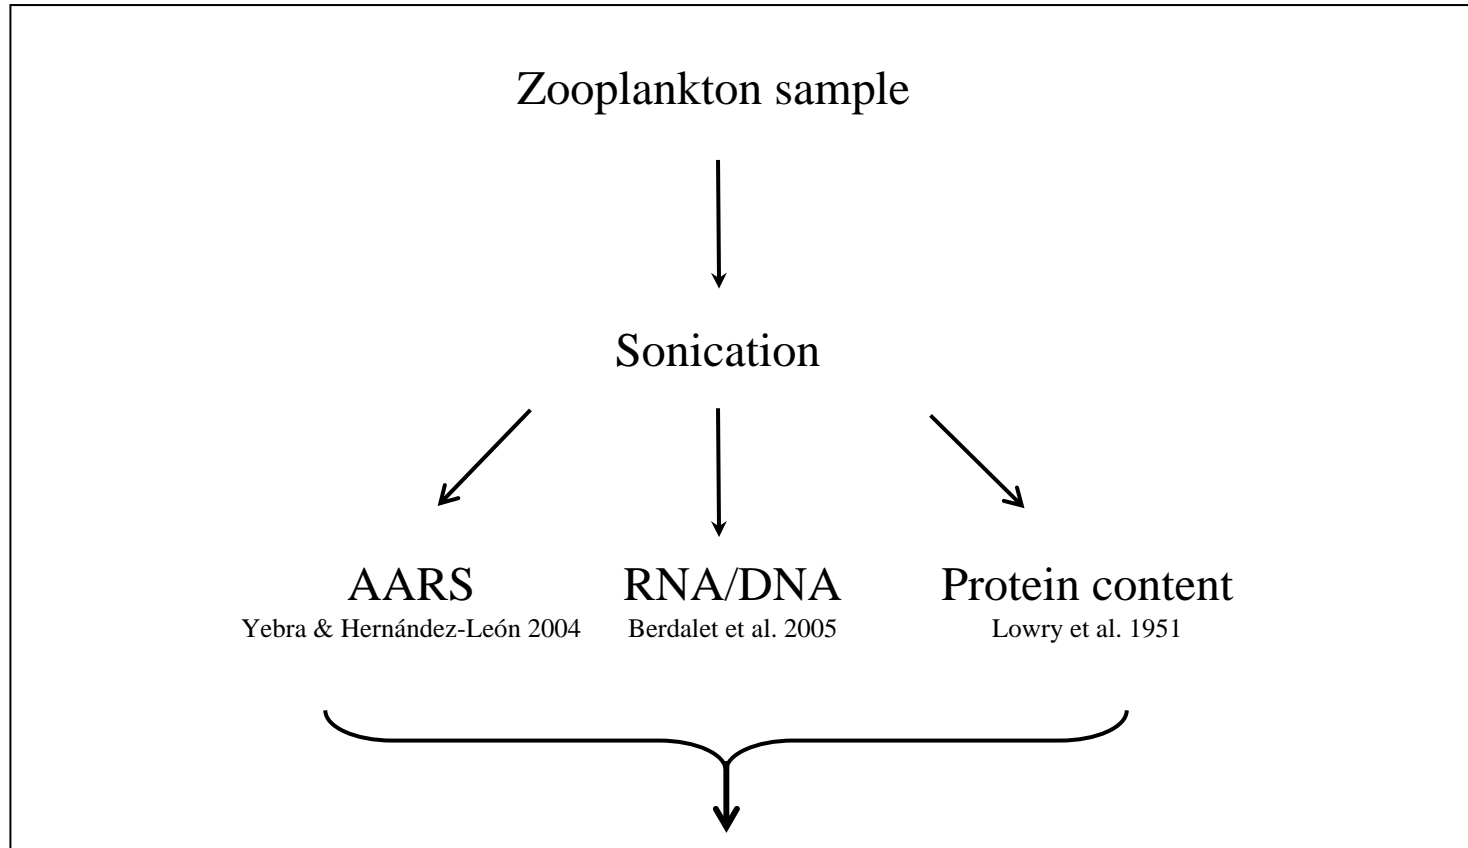 Zooplankton sample
Sonication
AARS
Yebra & Hernández-León 2004
RNA/DNA
Berdalet et al. 2005
Protein content
Lowry et al. 1951